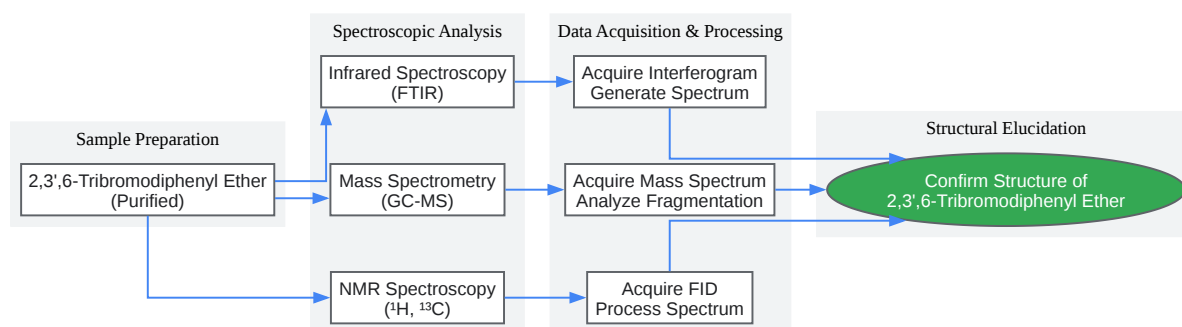 Sample Preparation
2,3',6-Tribromodiphenyl Ether
(Purified)
Spectroscopic Analysis
Infrared Spectroscopy
(FTIR)
Mass Spectrometry
(GC-MS)
NMR Spectroscopy
(¹H, ¹³C)
Data Acquisition & Processing
Acquire Interferogram
Generate Spectrum
Acquire Mass Spectrum
Analyze Fragmentation
Acquire FID
Process Spectrum
Structural Elucidation
Confirm Structure of
2,3',6-Tribromodiphenyl Ether